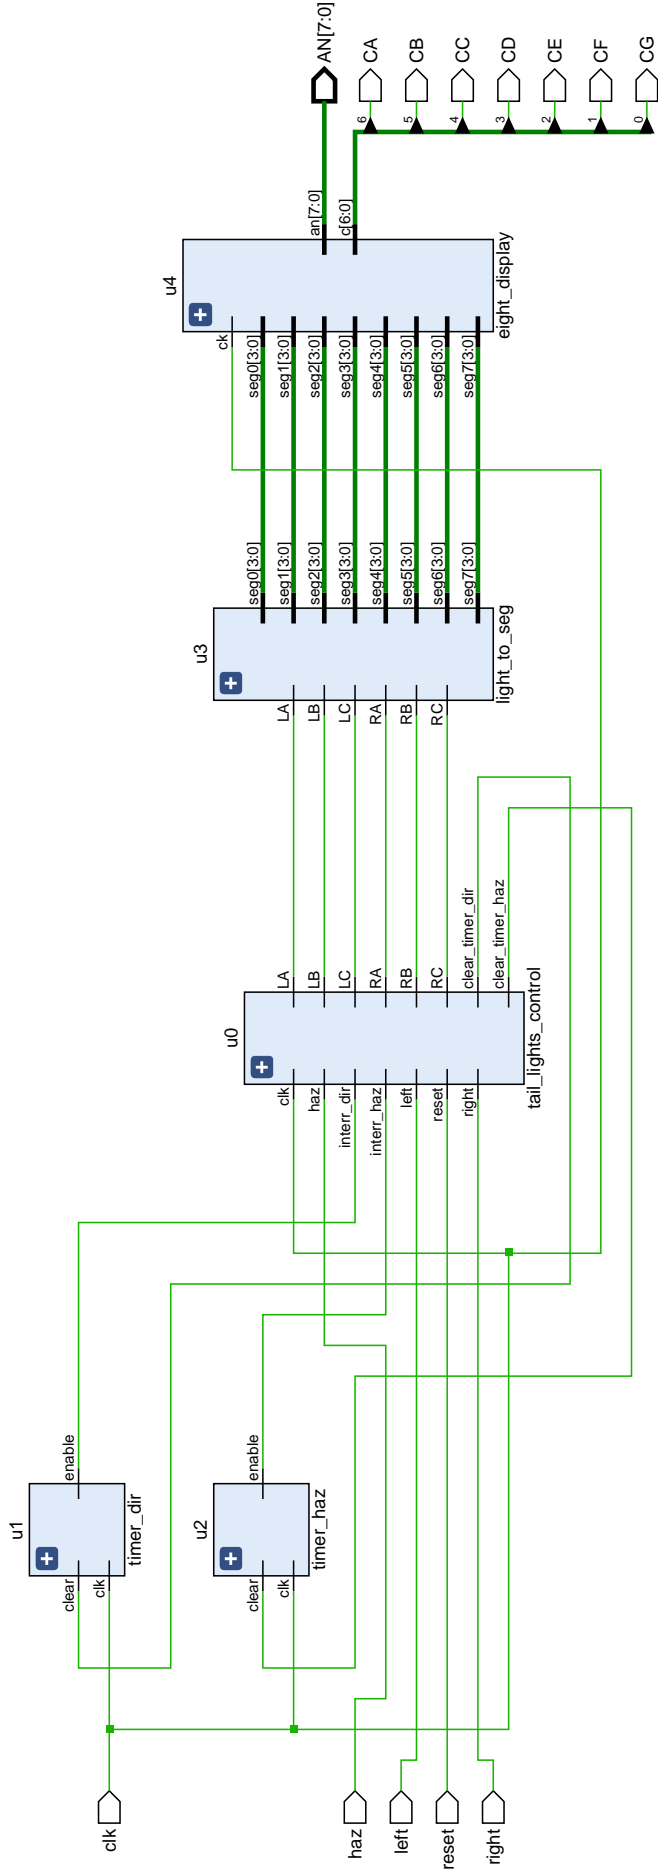 clk
haz
left
reset
right
u1
clear
clk
enable
timer_dir
u2
clear
clk
enable
timer_haz
u0
clk
haz
interr_dir
interr_haz
left
reset
right
LA
LB
LC
RA
RB
RC
clear_timer_dir
clear_timer_haz
tail_lights_control
u3
LA
LB
LC
RA
RB
RC
seg0[3:0]
seg1[3:0]
seg2[3:0]
seg3[3:0]
seg4[3:0]
seg5[3:0]
seg6[3:0]
seg7[3:0]
light_to_seg
u4
ck
seg0[3:0]
seg1[3:0]
seg2[3:0]
seg3[3:0]
seg4[3:0]
seg5[3:0]
seg6[3:0]
seg7[3:0]
an[7:0]
c[6:0]
eight_display
AN[7:0]
6 CA
5 CB
4 CC
3 CD
2 CE
1 CF
0 CG